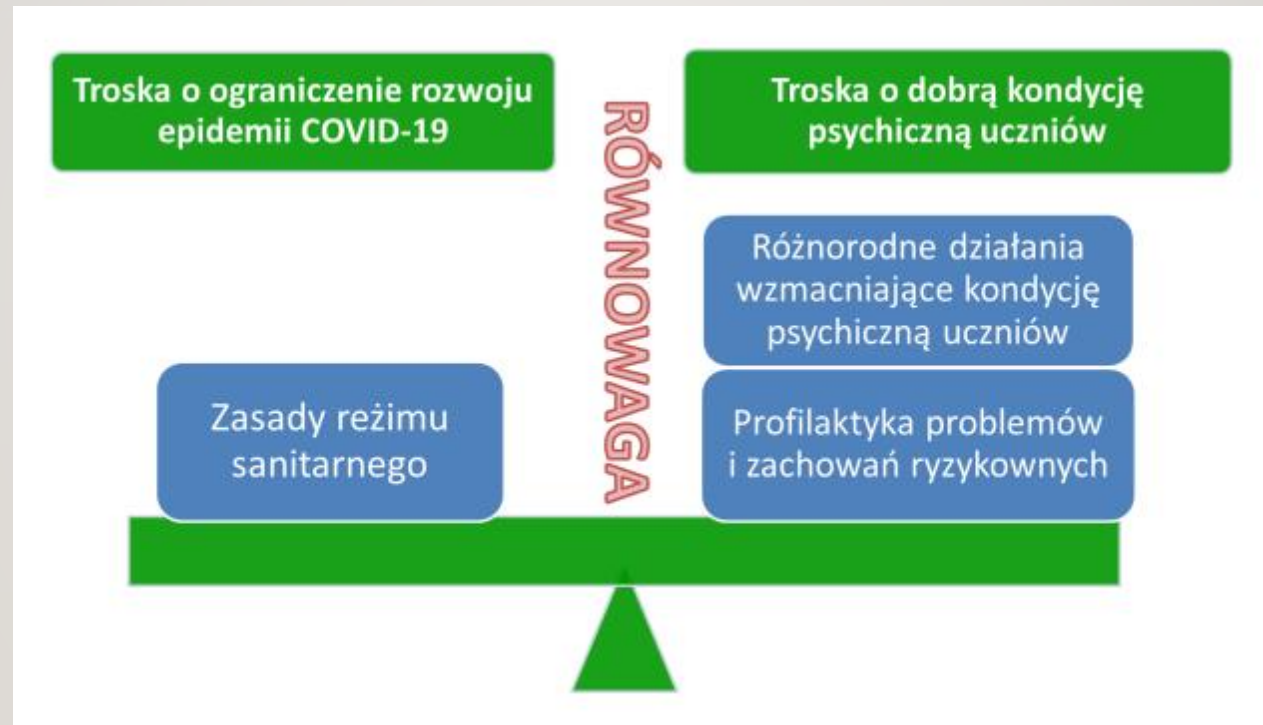 Troska o ograniczenie rozwoju
epidemii COVID-19
Troska o dobrą kondycję
psychiczną uczniów
RÓWNOWAGA
Różnorodne działania
wzmacniające kondycję
psychiczną uczniów
Zasady reżimu
sanitarnego
Profilaktyka problemów
i zachowań ryzykownych